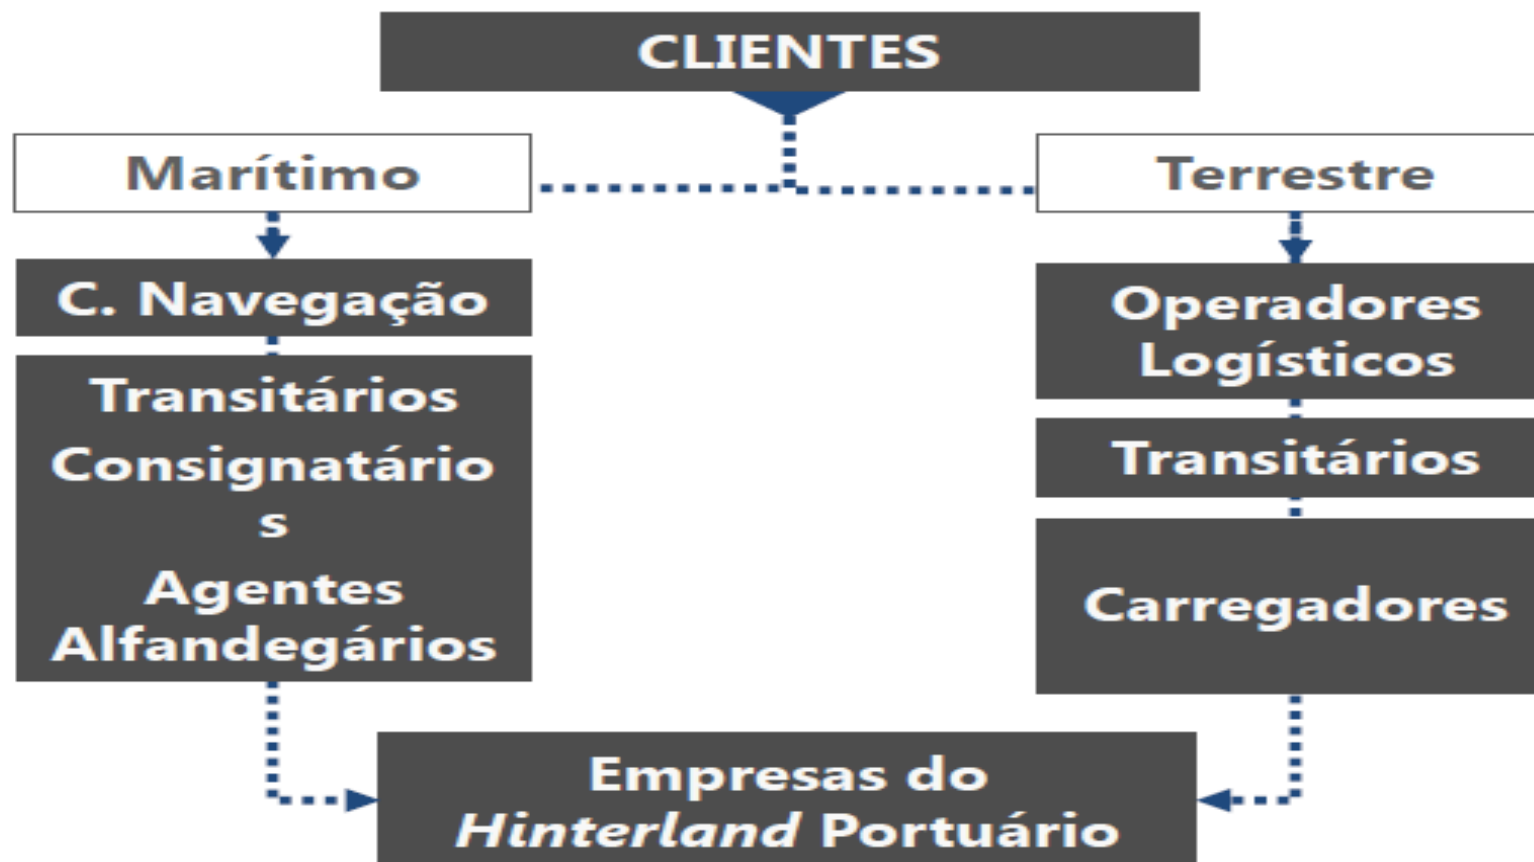 CLIENTES
Marítimo
Terrestre
C. Navegação
Transitários
Consignatário
s
Agentes
Alfandegários
Operadores
Logísticos
Transitários
Carregadores
Empresas do
Hinterland Portuário